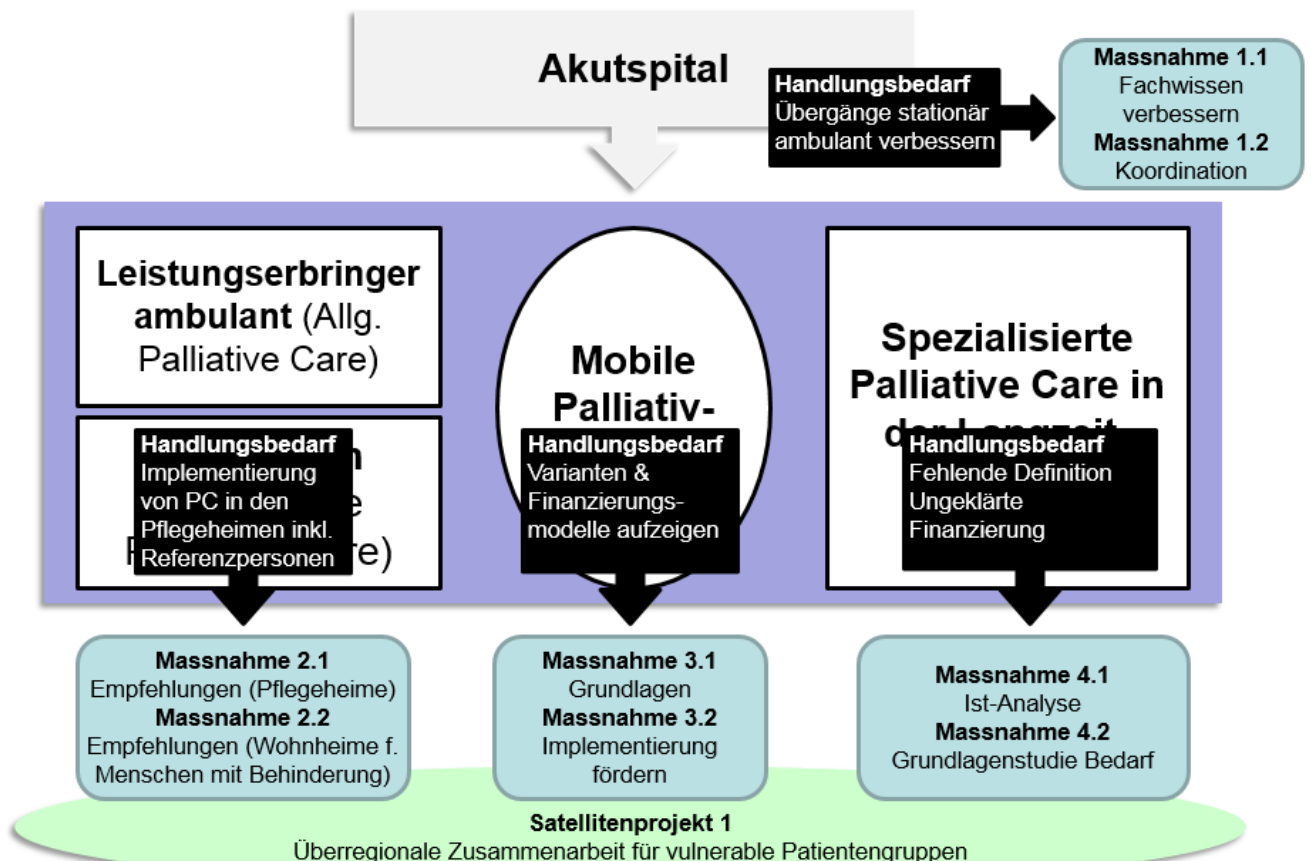 Akutspital
Handlungsbedarf
Übergänge stationär
ambulant verbessern
Massnahme 1.1
Fachwissen
verbessern
Massnahme 1.2
Koordination
Leistungserbringer
ambulant (Allg.
Palliative Care)
Handlungsbedarf
Implementierung
von PC in den
Pflegeheimen inkl.
Referenzpersonen
Mobile
Palliativ-
Handlungsbedarf
Varianten &
Finanzierungs-
modelle aufzeigen
Spezialisierte
Palliative Care in
Handlungsbedarf
Fehlende Definition
Ungeklärte
Finanzierung
Massnahme 2.1
Empfehlungen (Pflegeheime)
Massnahme 2.2
Empfehlungen (Wohnheime f.
Menschen mit Behinderung)
Massnahme 3.1
Grundlagen
Massnahme 3.2
Implementierung
fördern
Massnahme 4.1
Ist-Analyse
Massnahme 4.2
Grundlagenstudie Bedarf
Satellitenprojekt 1
Überregionale Zusammenarbeit für vulnerable Patientengruppen